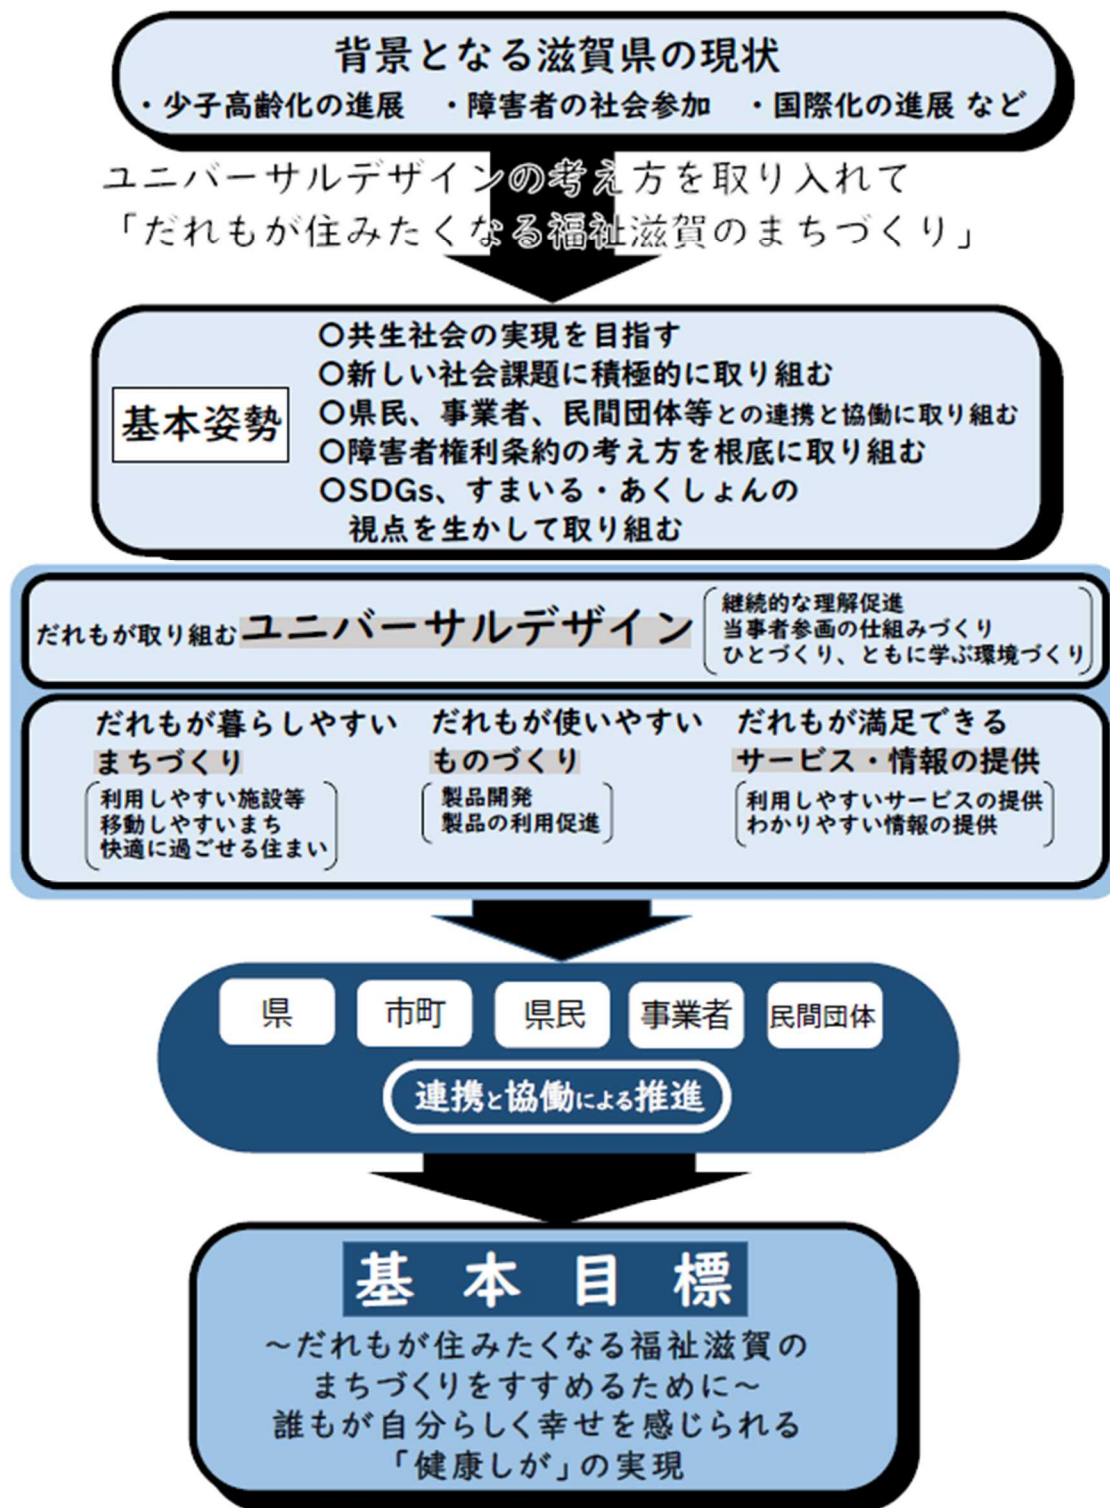 背景となる滋賀県の現状
・少子高齢化の進展　・障害者の社会参加　・国際化の進展 など
ユニバーサルデザインの考え方を取り入れて
「だれもが住みたくなる福祉滋賀のまちづくり」
基本姿勢
〇共生社会の実現を目指す
〇新しい社会課題に積極的に取り組む
〇県民、事業者、民間団体等との連携と協働に取り組む
〇障害者権利条約の考え方を根底に取り組む
〇SDGs、すまいる・あくしょんの
視点を生かして取り組む
だれもが取り組むユニバーサルデザイン
継続的な理解促進
当事者参画の仕組みづくり
ひとづくり、ともに学ぶ環境づくり
だれもが暮らしやすい
まちづくり
利用しやすい施設等
移動しやすいまち
快適に過ごせる住まい
だれもが使いやすい
ものづくり
製品開発
製品の利用促進
だれもが満足できる
サービス・情報の提供
利用しやすいサービスの提供
わかりやすい情報の提供
県
市町
県民
事業者
民間団体
連携と協働による推進
基本目標
～だれもが住みたくなる福祉滋賀の
まちづくりをすすめるために～
誰もが自分らしく幸せを感じられる
「健康しが」の実現